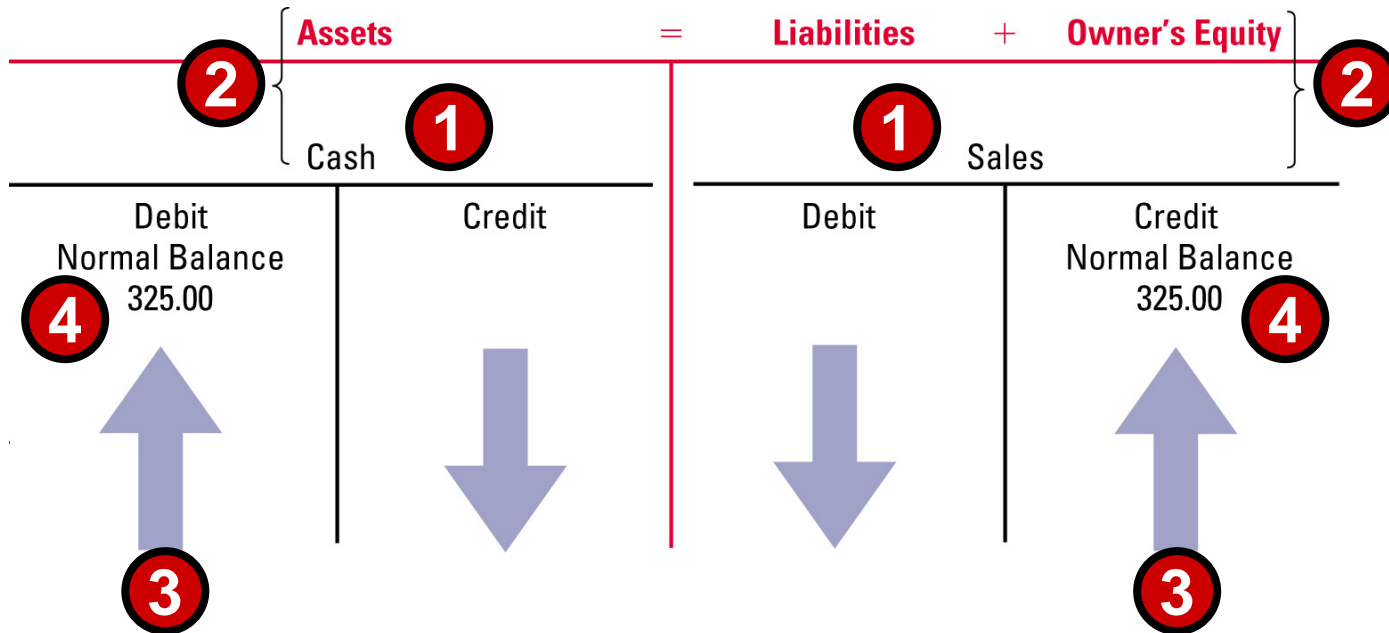 Assets = Liabilities + Owner's Equity
2 1 1 2
Cash Sales
Debit Credit Debit Credit
Normal Balance Normal Balance
325.00 325.00
4 4
3 3